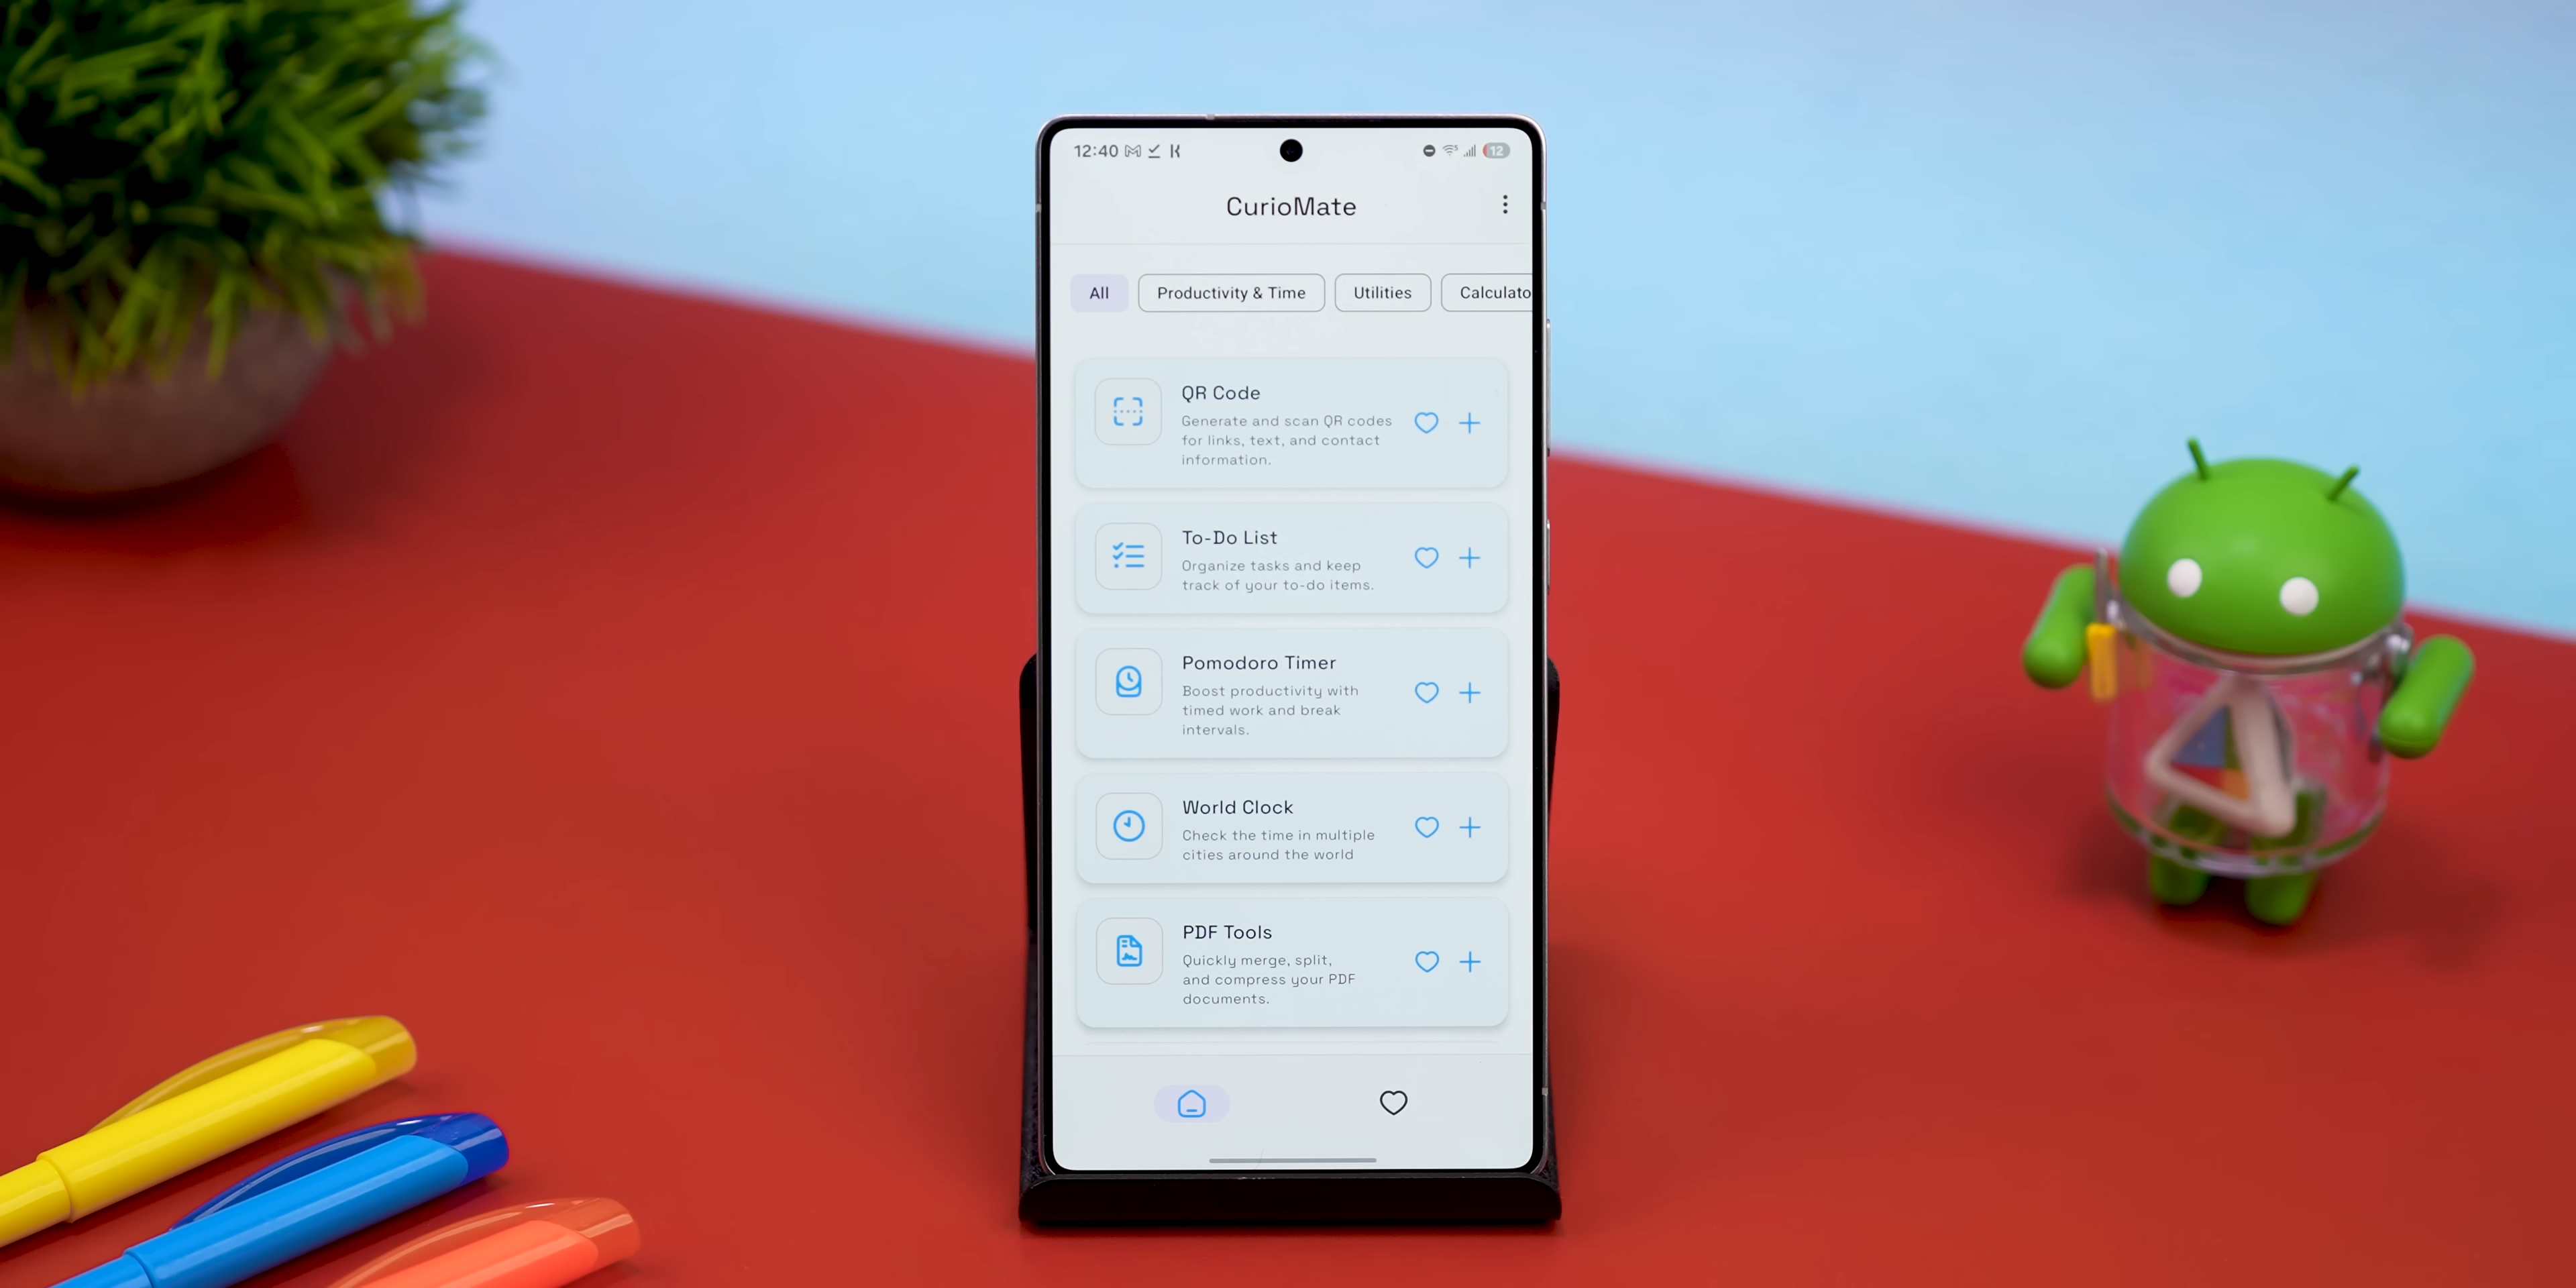 12:40
12
CurioMate
All
Productivity & Time
Utilities
Calculato
QR Code
Generate and scan QR codes
for links, text, and contact
information.
To-Do List
Organize tasks and keep
track of your to-do items.
Pomodoro Timer
Boost productivity with
timed work and break
intervals.
World Clock
Check the time in multiple
cities around the world
PDF Tools
Quickly merge, split,
and compress your PDF
documents.